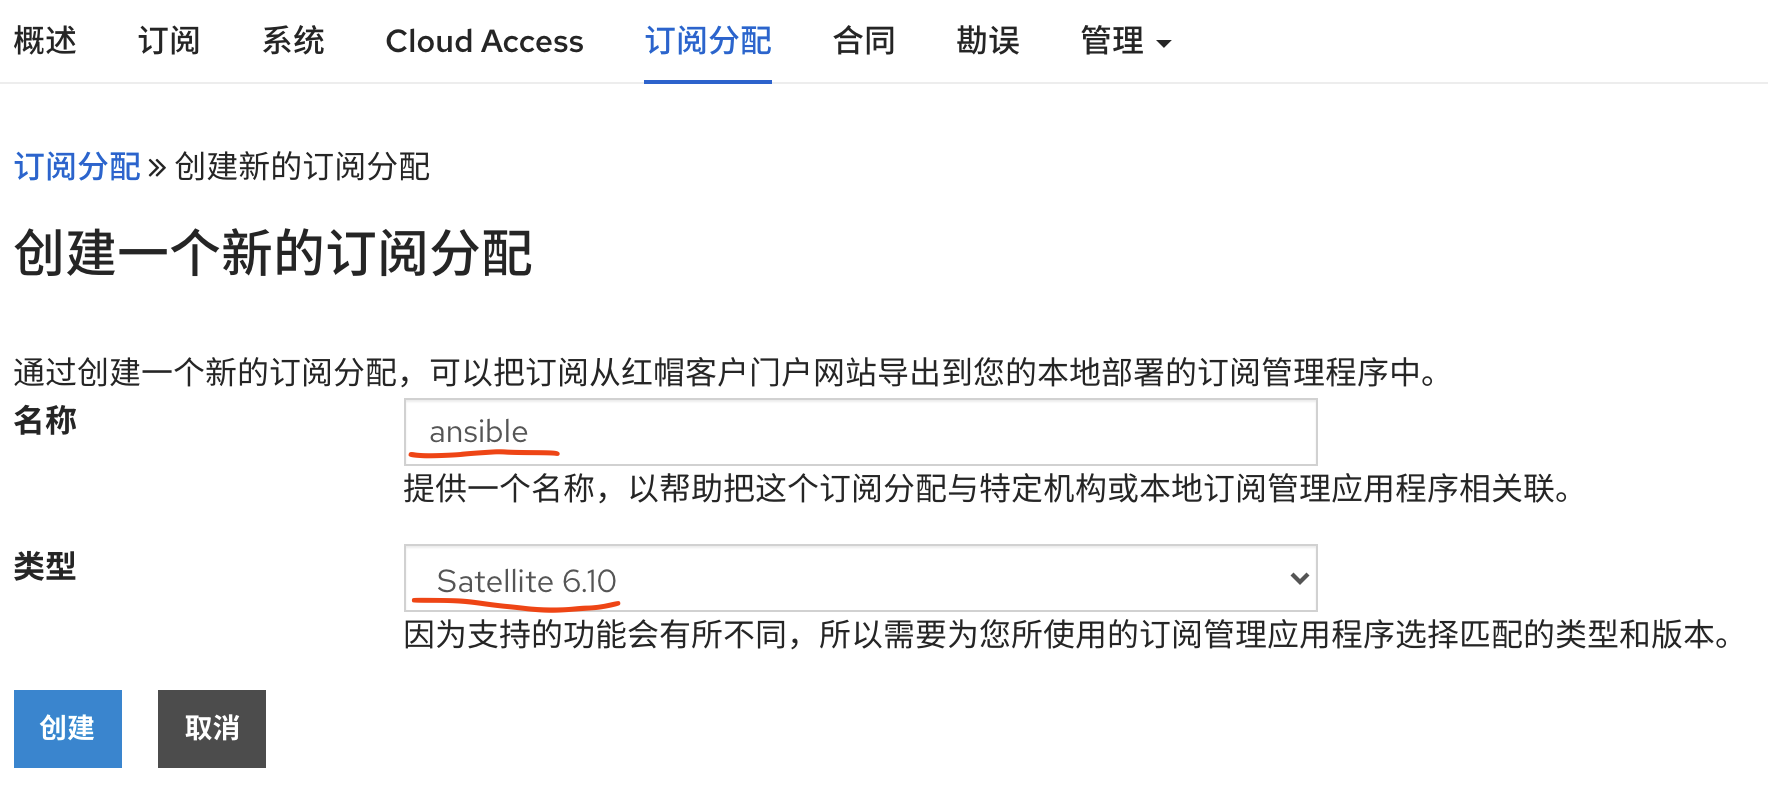 概述 订阅 系统 Cloud Access 订阅分配 合同 勘误 管理
订阅分配 » 创建新的订阅分配
创建一个新的订阅分配
通过创建一个新的订阅分配，可以把订阅从红帽客户门户网站导出到您的本地部署的订阅管理程序中。
名称 ansible
提供一个名称，以帮助把这个订阅分配与特定机构或本地订阅管理应用程序相关联。
类型 Satellite 6.10
因为支持的功能会有所不同，所以需要为您所使用的订阅管理应用程序选择匹配的类型和版本。
创建 取消